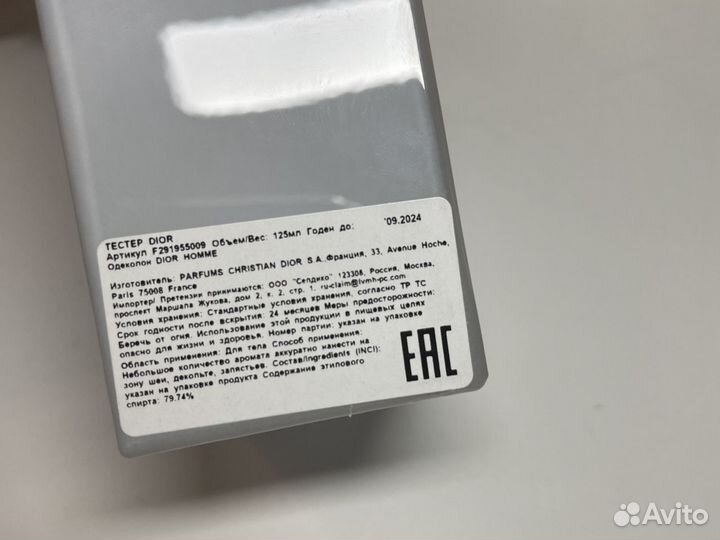 ТЕСТЕР DIOR
Артикул F291955009 Объем/Вес: 125мл Годен до: 09.2024
Одеколон DIOR HOMME
Изготовитель: PARFUMS CHRISTIAN DIOR S.A.,Франция, 33, Avenue Hoche,
Paris 75008 France
Импортер/ Претензии принимаются: ООО "Селдико" 123308, Россия, Москва,
проспект Маршала Жукова, дом 2, к. 2, стр. 1, ru-claim@lvmh-pc.com
Условия хранения: Стандартные условия хранения, согласно ТР ТС
Срок годности после вскрытия: 24 месяцев Меры предосторожности:
Беречь от огня. Использование этой продукции в пищевых целях
опасно для жизни и здоровья. Номер партии: указан на упаковке
Область применения: Для тела Способ применения:
Небольшое количество аромата аккуратно нанести на
зону шеи, декольте, запястьев. Состав/Ingredients (INCI):
указан на упаковке продукта Содержание этилового
спирта: 79.74%
EAC
Avito